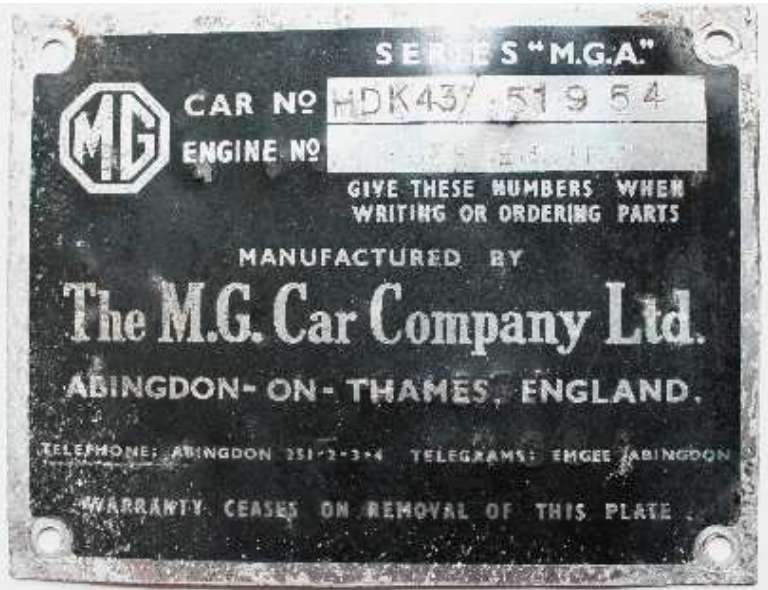 SERIES "M.G.A."
MG
CAR Nº HDK43/ 51954
ENGINE Nº
GIVE THESE NUMBERS WHEN
WRITING OR ORDERING PARTS
MANUFACTURED BY
The M.G. Car Company Ltd.
ABINGDON-ON-THAMES, ENGLAND.
TELEPHONE: ABINGDON 251-2-3-4 TELEGRAMS: EMGEE ABINGDON
WARRANTY CEASES ON REMOVAL OF THIS PLATE.